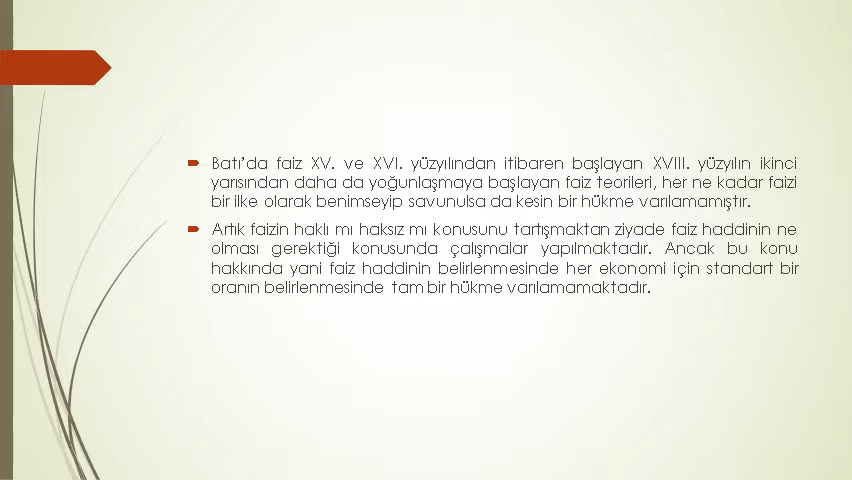 Batı’da faiz XV. ve XVI. yüzyılından itibaren başlayan XVIII. yüzyılın ikinci
yarısından daha da yoğunlaşmaya başlayan faiz teorileri, her ne kadar faizi
bir ilke olarak benimseyip savunulsa da kesin bir hükme varılamamıştır.
Artık faizin haklı mı haksız mı konusunu tartışmaktan ziyade faiz haddinin ne
olması gerektiği konusunda çalışmalar yapılmaktadır. Ancak bu konu
hakkında yani faiz haddinin belirlenmesinde her ekonomi için standart bir
oranın belirlenmesinde tam bir hükme varılamamaktadır.